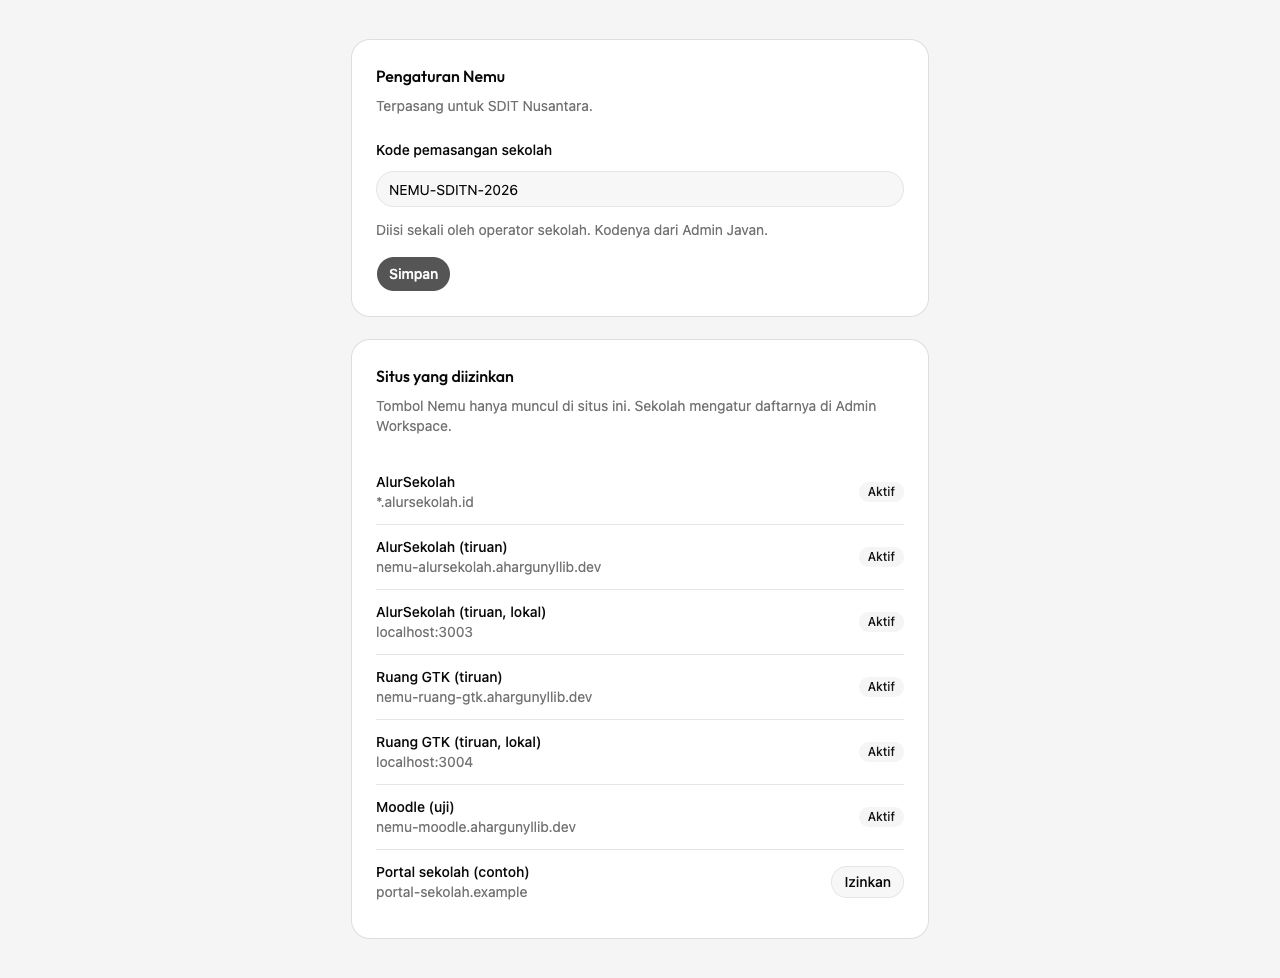 Pengaturan Nemu
Terpasang untuk SDIT Nusantara.
Kode pemasangan sekolah
NEMU-SDITN-2026
Diisi sekali oleh operator sekolah. Kodenya dari Admin Javan.
Simpan
Situs yang diizinkan
Tombol Nemu hanya muncul di situs ini. Sekolah mengatur daftarnya di Admin
Workspace.
AlurSekolah
*.alursekolah.id
Aktif
AlurSekolah (tiruan)
nemu-alursekolah.ahargunyllib.dev
Aktif
AlurSekolah (tiruan, lokal)
localhost:3003
Aktif
Ruang GTK (tiruan)
nemu-ruang-gtk.ahargunyllib.dev
Aktif
Ruang GTK (tiruan, lokal)
localhost:3004
Aktif
Moodle (uji)
nemu-moodle.ahargunyllib.dev
Aktif
Portal sekolah (contoh)
portal-sekolah.example
Izinkan